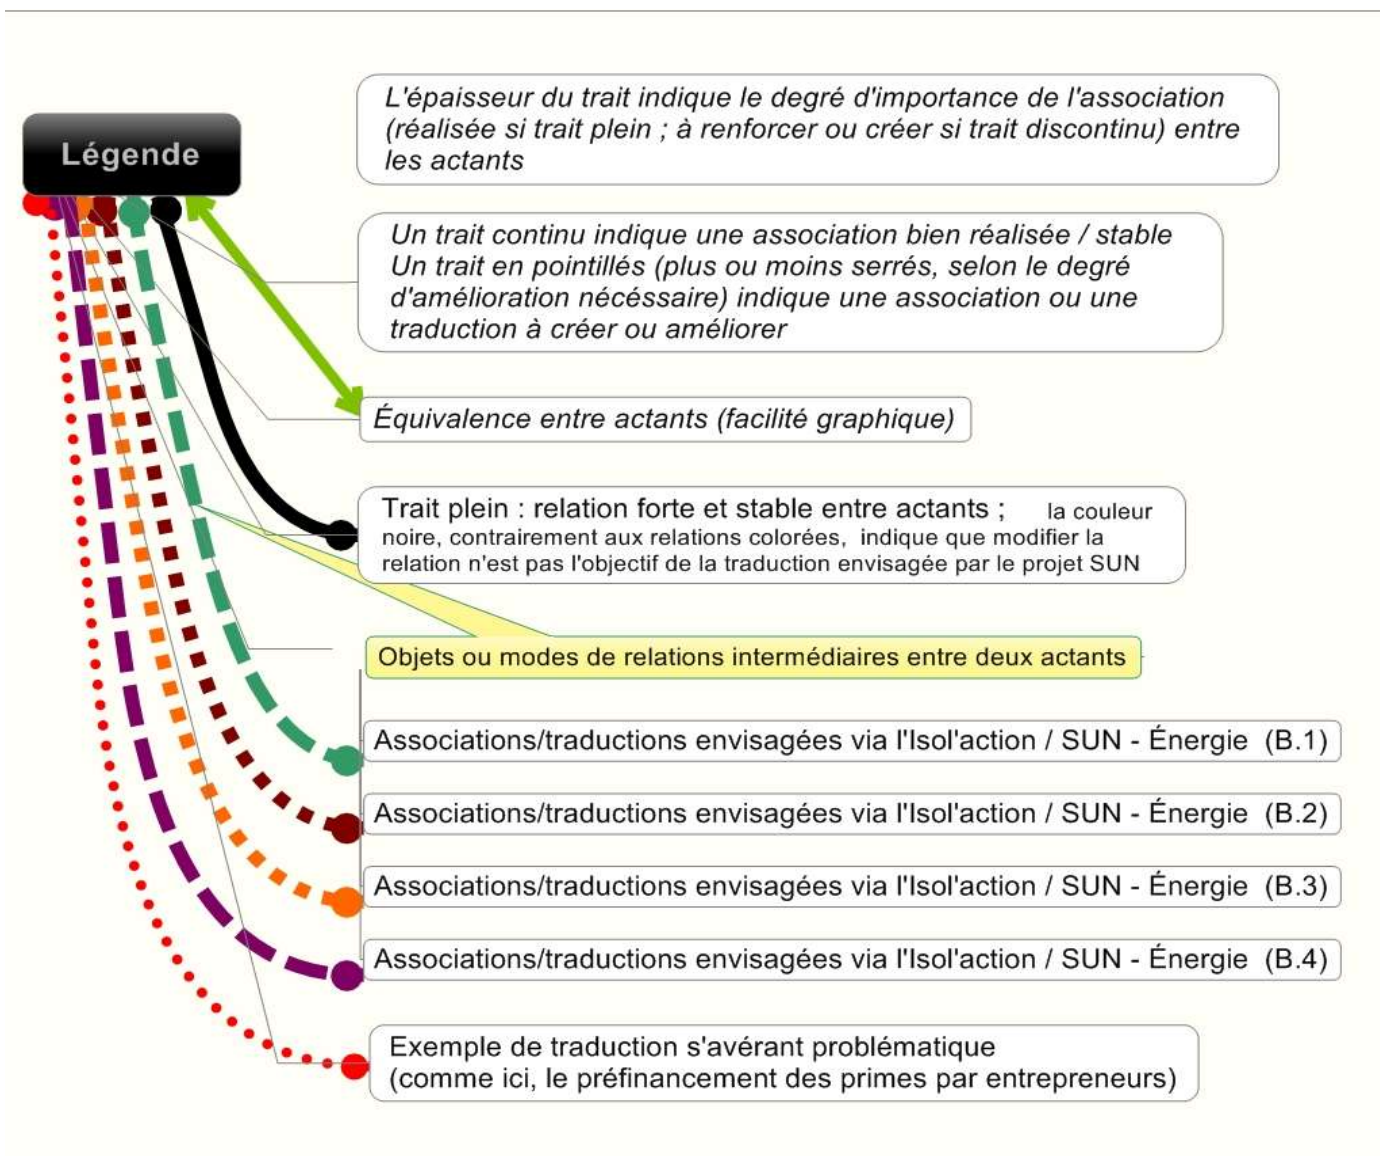 Légende
L'épaisseur du trait indique le degré d'importance de l'association
(réalisée si trait plein ; à renforcer ou créer si trait discontinu) entre
les actants
Un trait continu indique une association bien réalisée / stable
Un trait en pointillés (plus ou moins serrés, selon le degré
d'amélioration nécéssaire) indique une association ou une
traduction à créer ou améliorer
Équivalence entre actants (facilité graphique)
Trait plein : relation forte et stable entre actants ; la couleur
noire, contrairement aux relations colorées, indique que modifier la
relation n'est pas l'objectif de la traduction envisagée par le projet SUN
Objets ou modes de relations intermédiaires entre deux actants
Associations/traductions envisagées via l'Isol'action / SUN - Énergie (B.1)
Associations/traductions envisagées via l'Isol'action / SUN - Énergie (B.2)
Associations/traductions envisagées via l'Isol'action / SUN - Énergie (B.3)
Associations/traductions envisagées via l'Isol'action / SUN - Énergie (B.4)
Exemple de traduction s'avérant problématique
(comme ici, le préfinancement des primes par entrepreneurs)